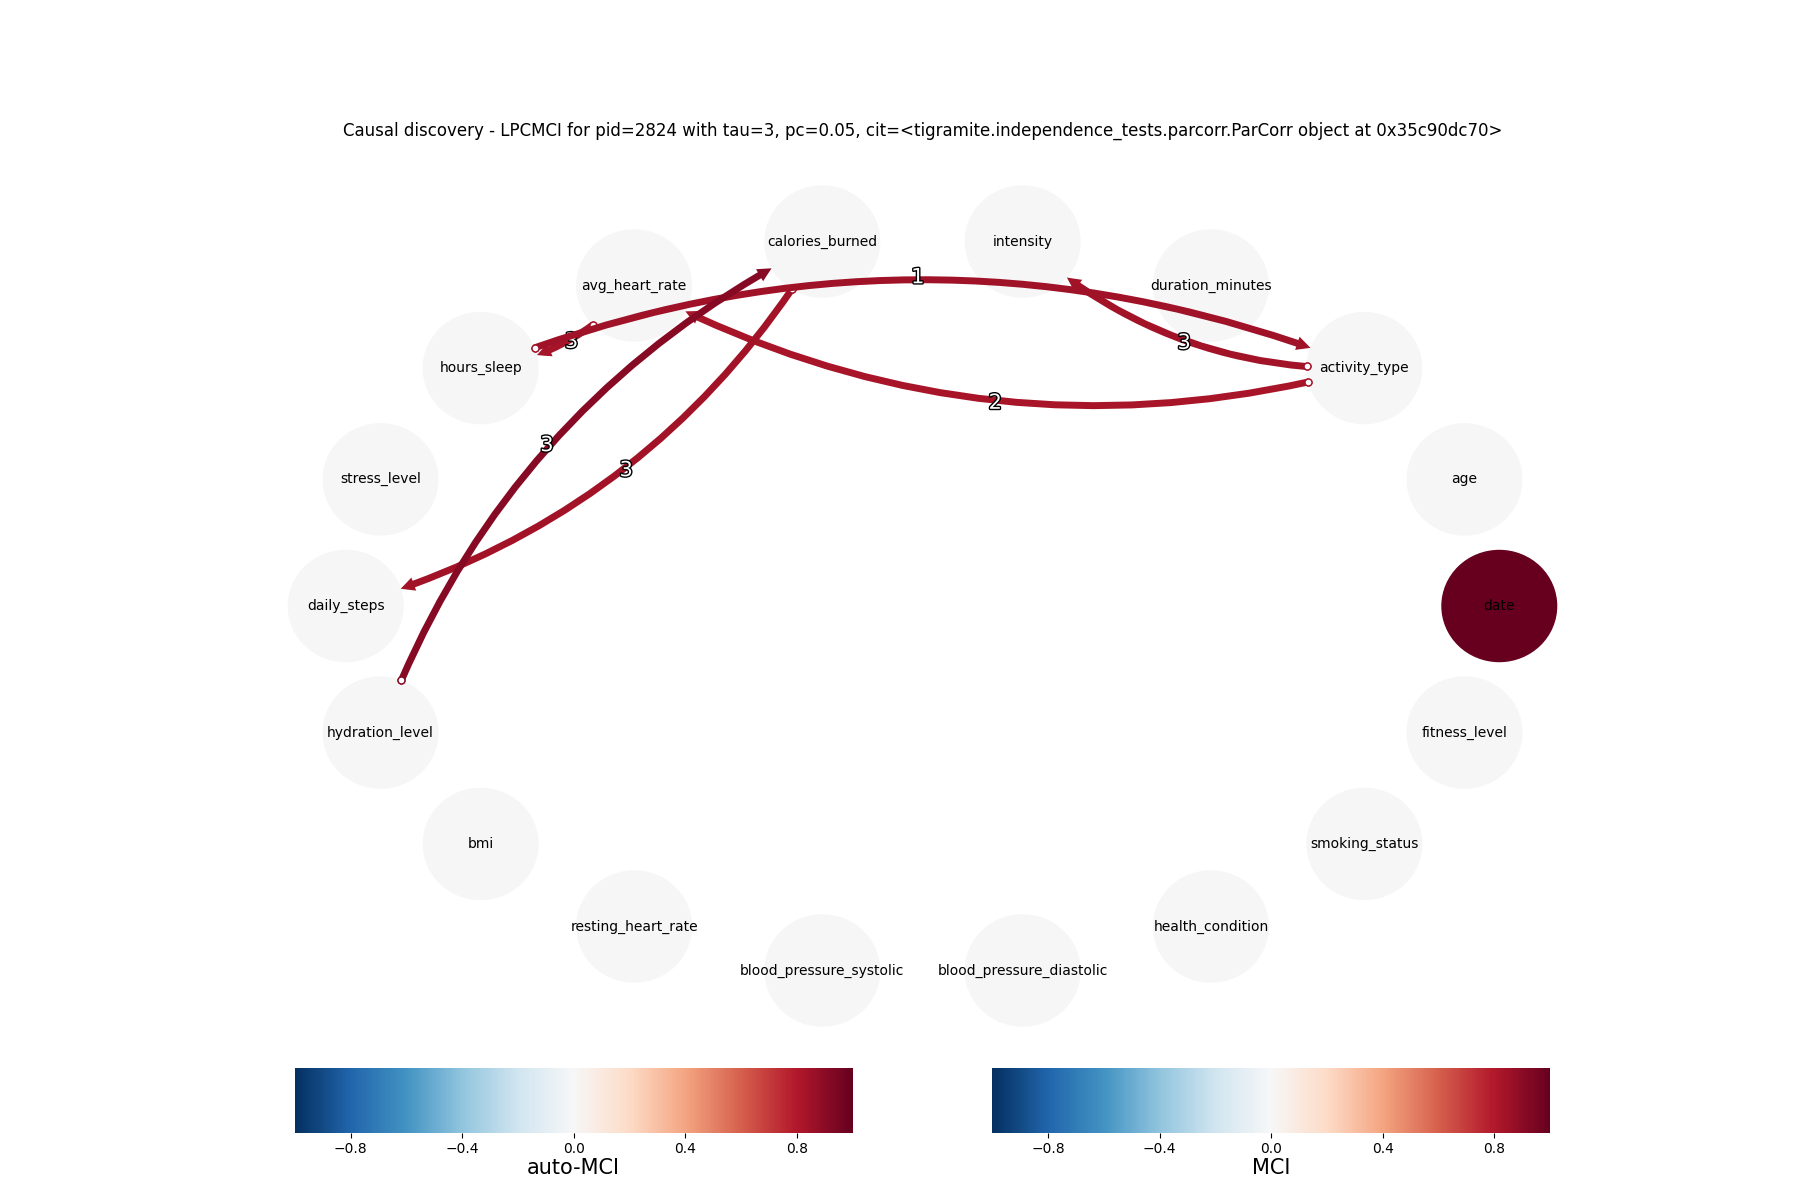 Causal discovery - LPCMCI for pid=2824 with tau=3, pc=0.05, cit=<tigramite.independence_tests.parcorr.ParCorr object at 0x35c90dc70>
calories_burned intensity
avg_heart_rate duration_minutes
1
3 3
hours_sleep activity_type
2
3
3
stress_level age
daily_steps date
hydration_level fitness_level
bmi smoking_status
resting_heart_rate health_condition
blood_pressure_systolic blood_pressure_diastolic
−0.8 −0.4 0.0 0.4 0.8 −0.8 −0.4 0.0 0.4 0.8
auto-MCI MCI